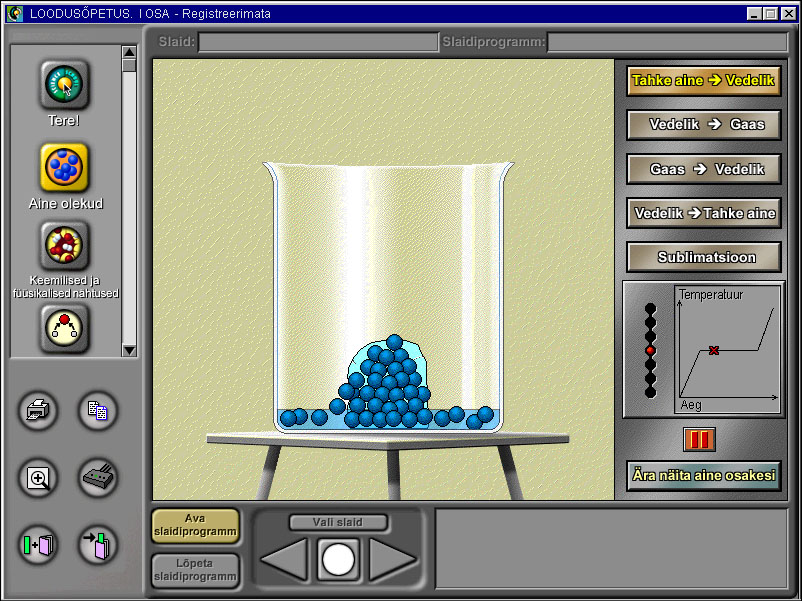 LOODUSÕPETUS. I OSA - Registreerimata
Slaid:
Slaidiprogramm:
Tere!
Aine olekud
Keemilised ja
füüsikalised nähtused
Tahke aine → Vedelik
Vedelik → Gaas
Gaas → Vedelik
Vedelik → Tahke aine
Sublimatsioon
Temperatuur
Aeg
Ära näita aine osakesi
Ava
slaidiprogramm
Lõpeta
slaidiprogramm
Vali slaid